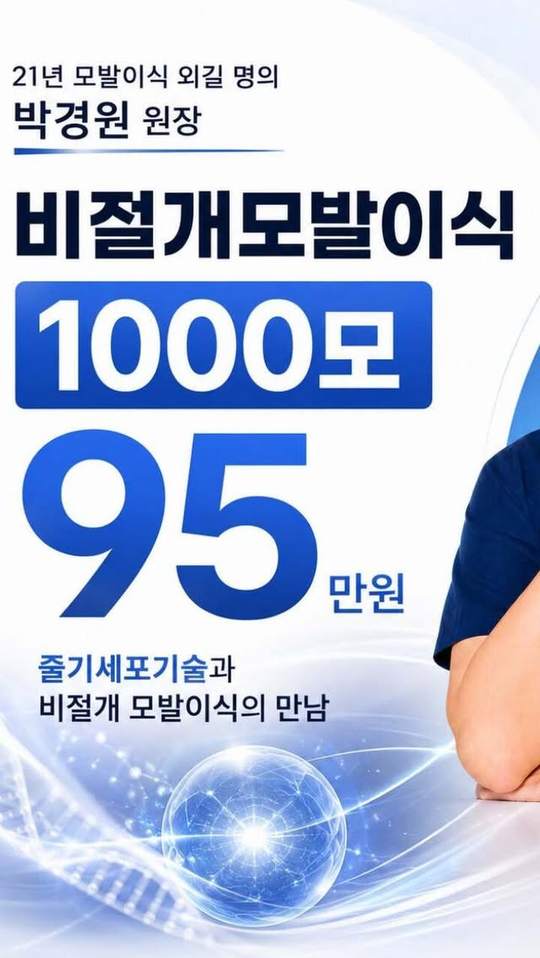 21년 모발이식 외길 명의
박경원 원장
비절개모발이식
1000모
95만원
줄기세포기술과
비절개 모발이식의 만남